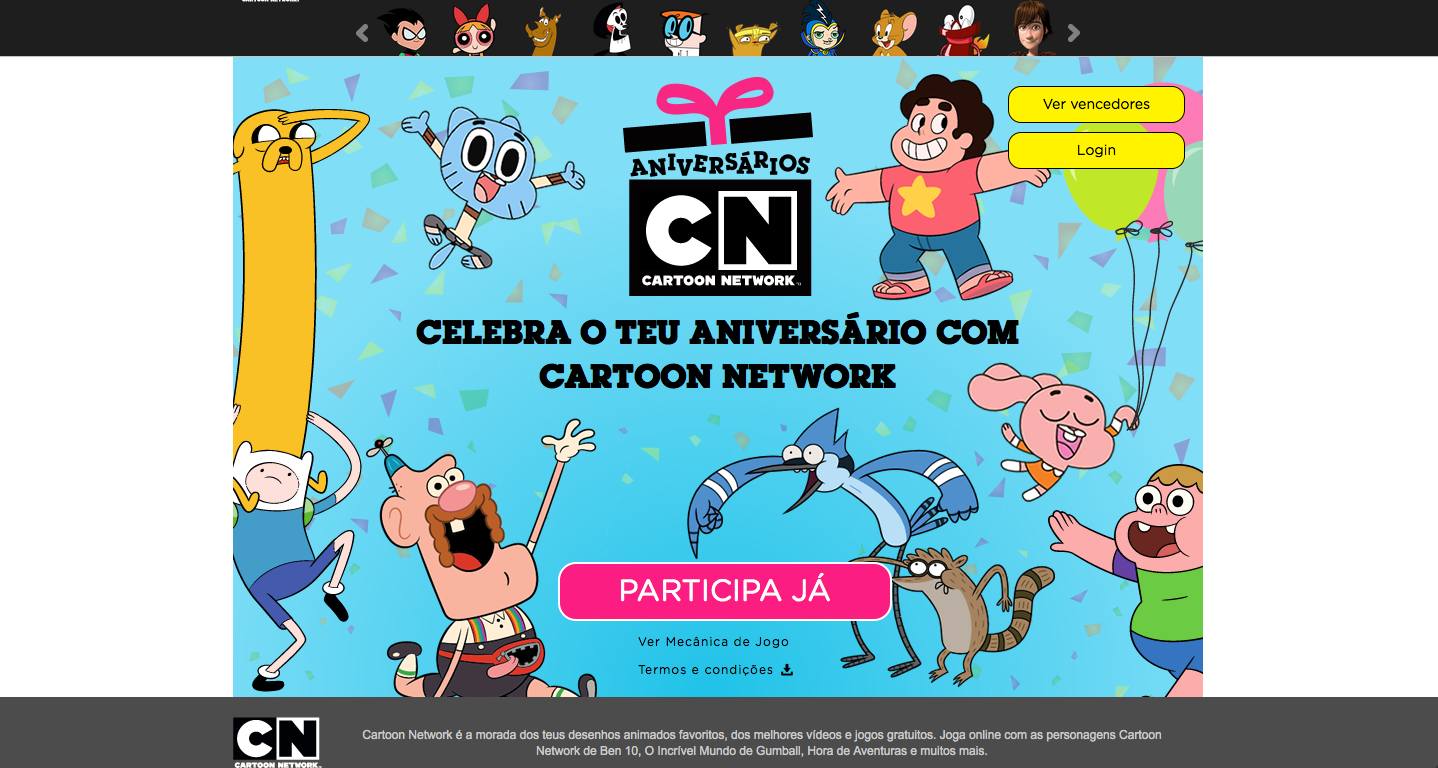 Ver vencedores
Login
ANIVERSÁRIOS
CN
CARTOON NETWORK
CELEBRA O TEU ANIVERSÁRIO COM
CARTOON NETWORK
PARTICIPA JÁ
Ver Mecânica de Jogo
Termos e condições
CN
CARTOON NETWORK
Cartoon Network é a morada dos teus desenhos animados favoritos, dos melhores vídeos e jogos gratuitos. Joga online com as personagens Cartoon
Network de Ben 10, O Incrível Mundo de Gumball, Hora de Aventuras e muitos mais.